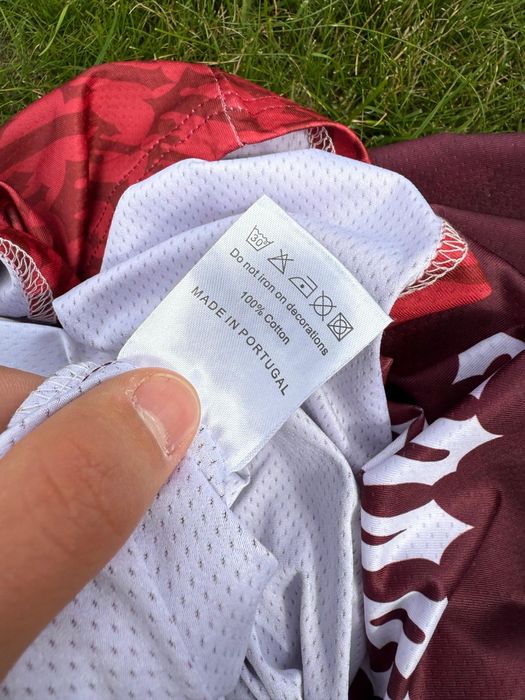 30°
Do not iron on decorations
100% Cotton
MADE IN PORTUGAL